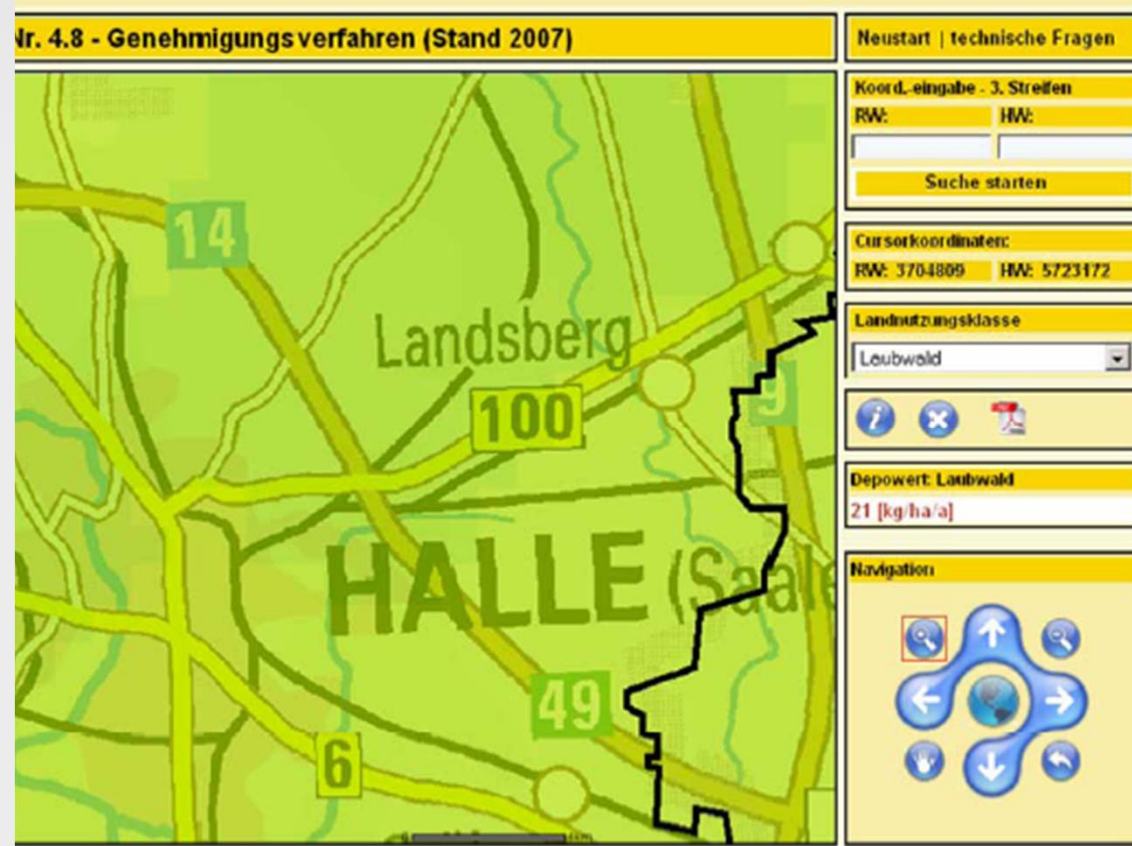 Nr. 4.8 - Genehmigungsverfahren (Stand 2007)
Neustart | technische Fragen
Koord.-eingabe - 3. Streifen
RW: HW:
Suche starten
Cursorkoordinaten:
RW: 3704809 HW: 5723172
Landnutzungsklasse
Laubwald
Depowert: Laubwald
21 [kg/ha/a]
Navigation
14
Landsberg
9
100
HALLE (Saale
49
6